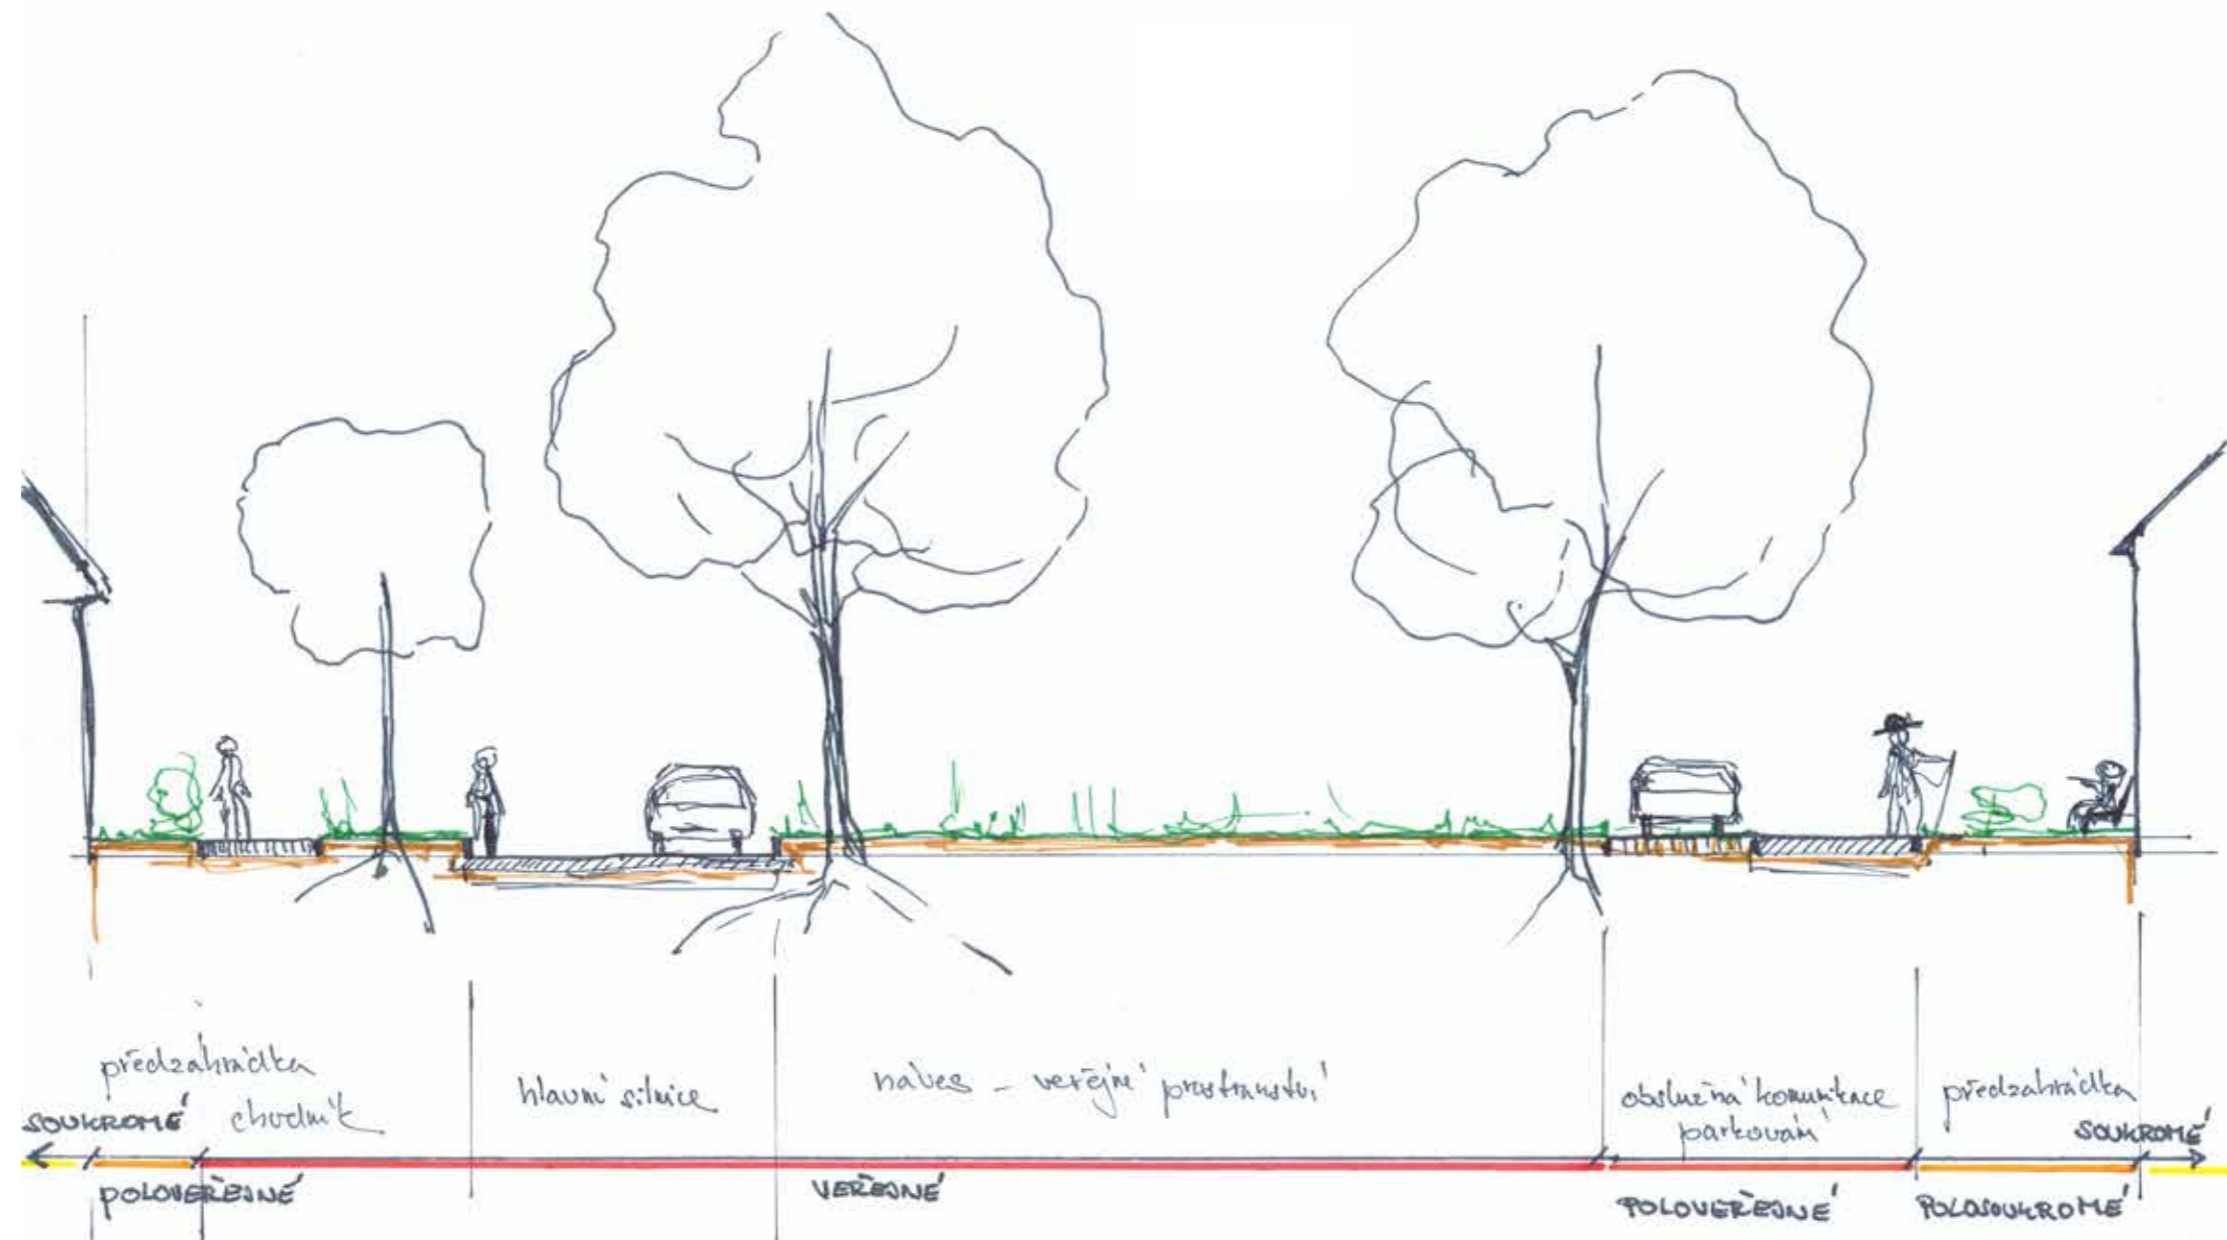 předzahrádka
chodník
hlavní silnice
náves – veřejné prostranství
obslužná komunikace
parkování
předzahrádka
SOUKROMÉ
SOUKROMÉ
POLOVEŘEJNÉ
VEŘEJNÉ
POLOVEŘEJNÉ
POLOSOUKROMÉ